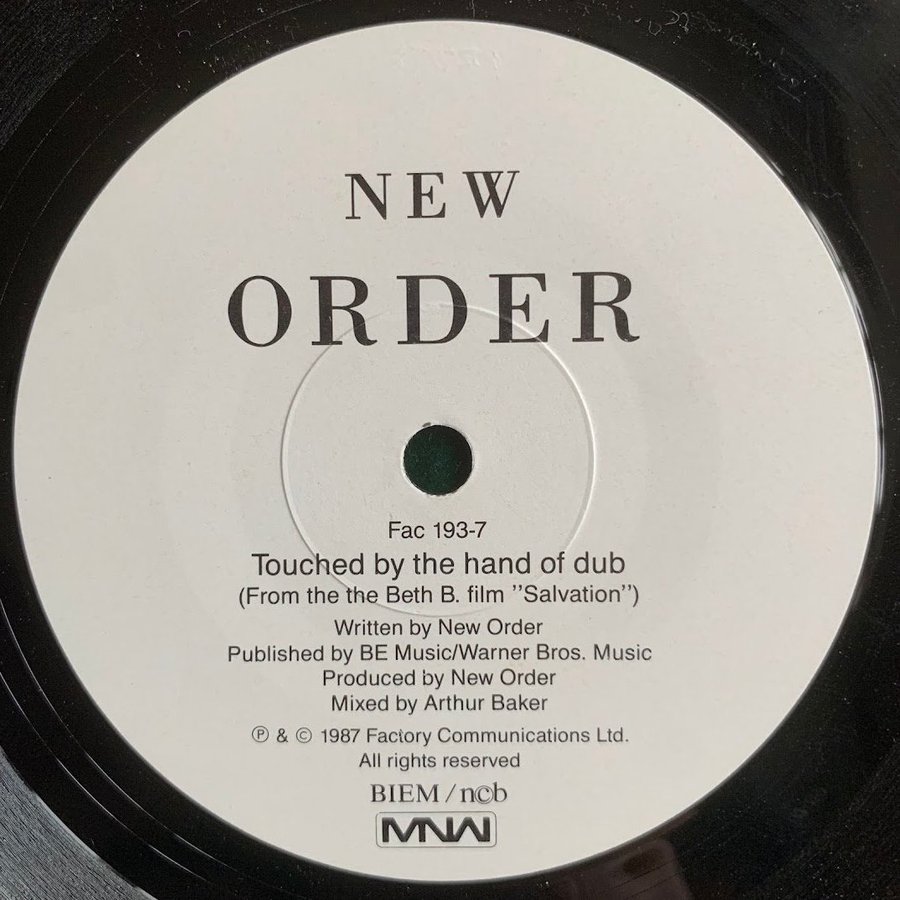 NEW
ORDER
Fac 193-7
Touched by the hand of dub
(From the the Beth B. film ''Salvation'')
Written by New Order
Published by BE Music/Warner Bros. Music
Produced by New Order
Mixed by Arthur Baker
℗ & © 1987 Factory Communications Ltd.
All rights reserved
BIEM / n©b
MNW